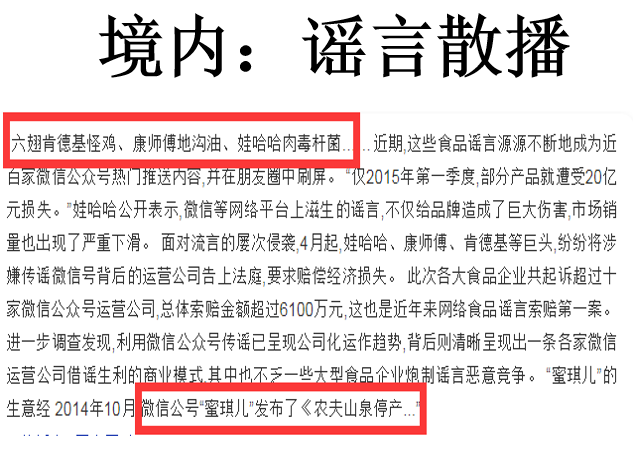 境内：谣言散播
六翅肯德基怪鸡、康师傅地沟油、娃哈哈肉毒杆菌……近期,这些食品谣言源源不断地成为近
百家微信公众号热门推送内容,并在朋友圈中刷屏。“仅2015年第一季度,部分产品就遭受20亿
元损失。”娃哈哈公开表示,微信等网络平台上滋生的谣言,不仅给品牌造成了巨大伤害,市场销
量也出现了严重下滑。 面对流言的屡次侵袭,4月起,娃哈哈、康师傅、肯德基等巨头,纷纷将涉
嫌传谣微信号背后的运营公司告上法庭,要求赔偿经济损失。 此次各大食品企业共起诉超过十
家微信公众号运营公司,总体索赔金额超过6100万元,这也是近年来网络食品谣言索赔第一案。
进一步调查发现,利用微信公众号传谣已呈现公司化运作趋势,背后则清晰呈现出一条各家微信
运营公司借谣生利的商业模式,其中也不乏一些大型食品企业炮制谣言恶意竞争。 “蜜琪儿”的
生意经 2014年10月,微信公号“蜜琪儿”发布了《农夫山泉停产...”